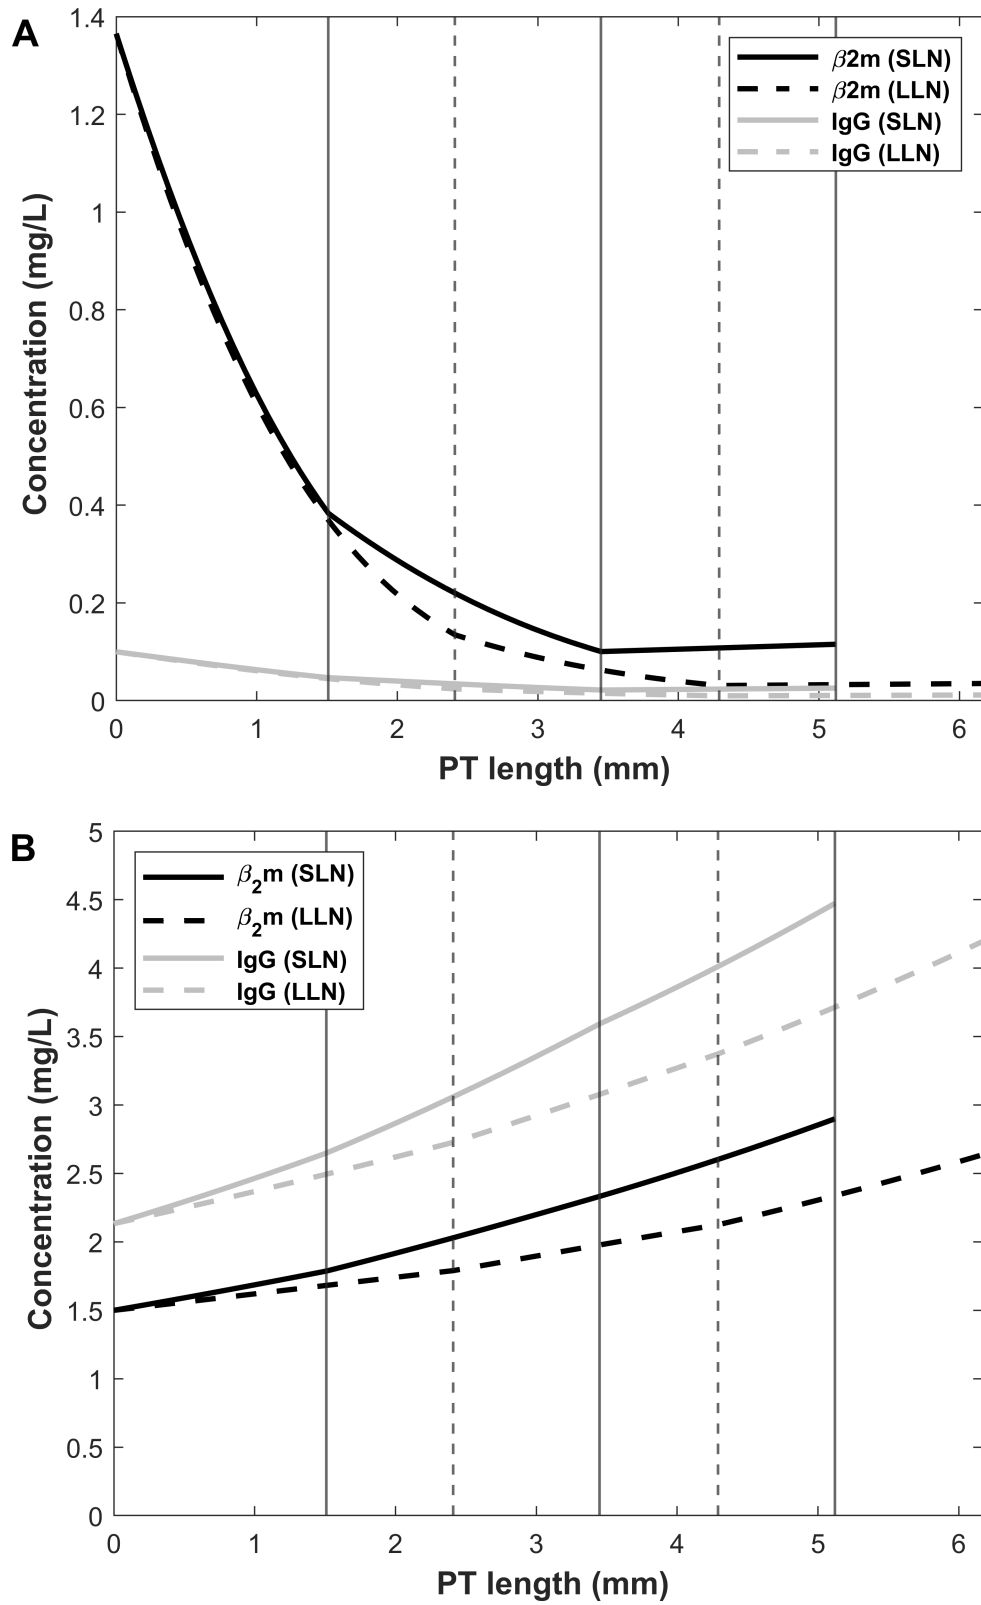 A
1.4
1.2
1
0.8
0.6
0.4
0.2
0
Concentration (mg/L)
β2m (SLN)
β2m (LLN)
IgG (SLN)
IgG (LLN)
0 1 2 3 4 5 6
PT length (mm)
B
5
4.5
4
3.5
3
2.5
2
1.5
1
0.5
0
Concentration (mg/L)
β₂m (SLN)
β₂m (LLN)
IgG (SLN)
IgG (LLN)
0 1 2 3 4 5 6
PT length (mm)